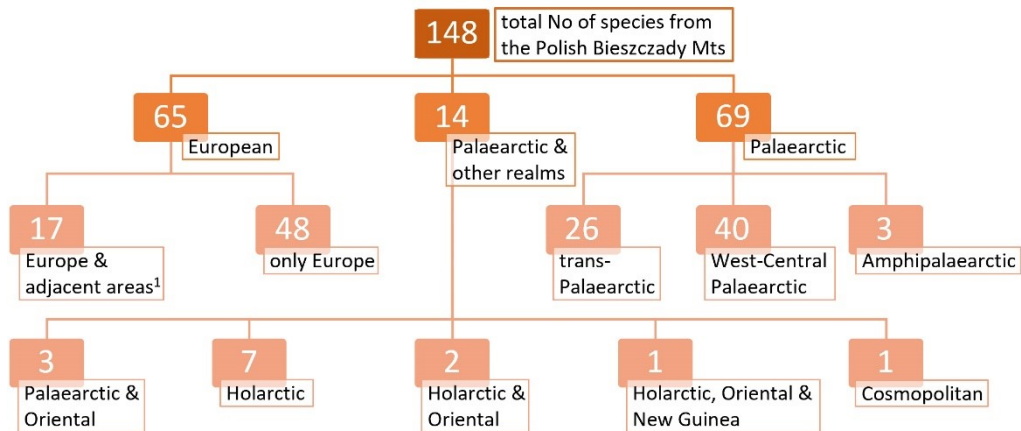 148
total No of species from
the Polish Bieszczady Mts
65
European
14
Palaearctic &
other realms
69
Palaearctic
17
Europe &
adjacent areas¹
48
only Europe
26
trans-
Palaearctic
40
West-Central
Palaearctic
3
Amphipalaearctic
3
Palaearctic &
Oriental
7
Holarctic
2
Holarctic &
Oriental
1
Holarctic, Oriental &
New Guinea
1
Cosmopolitan